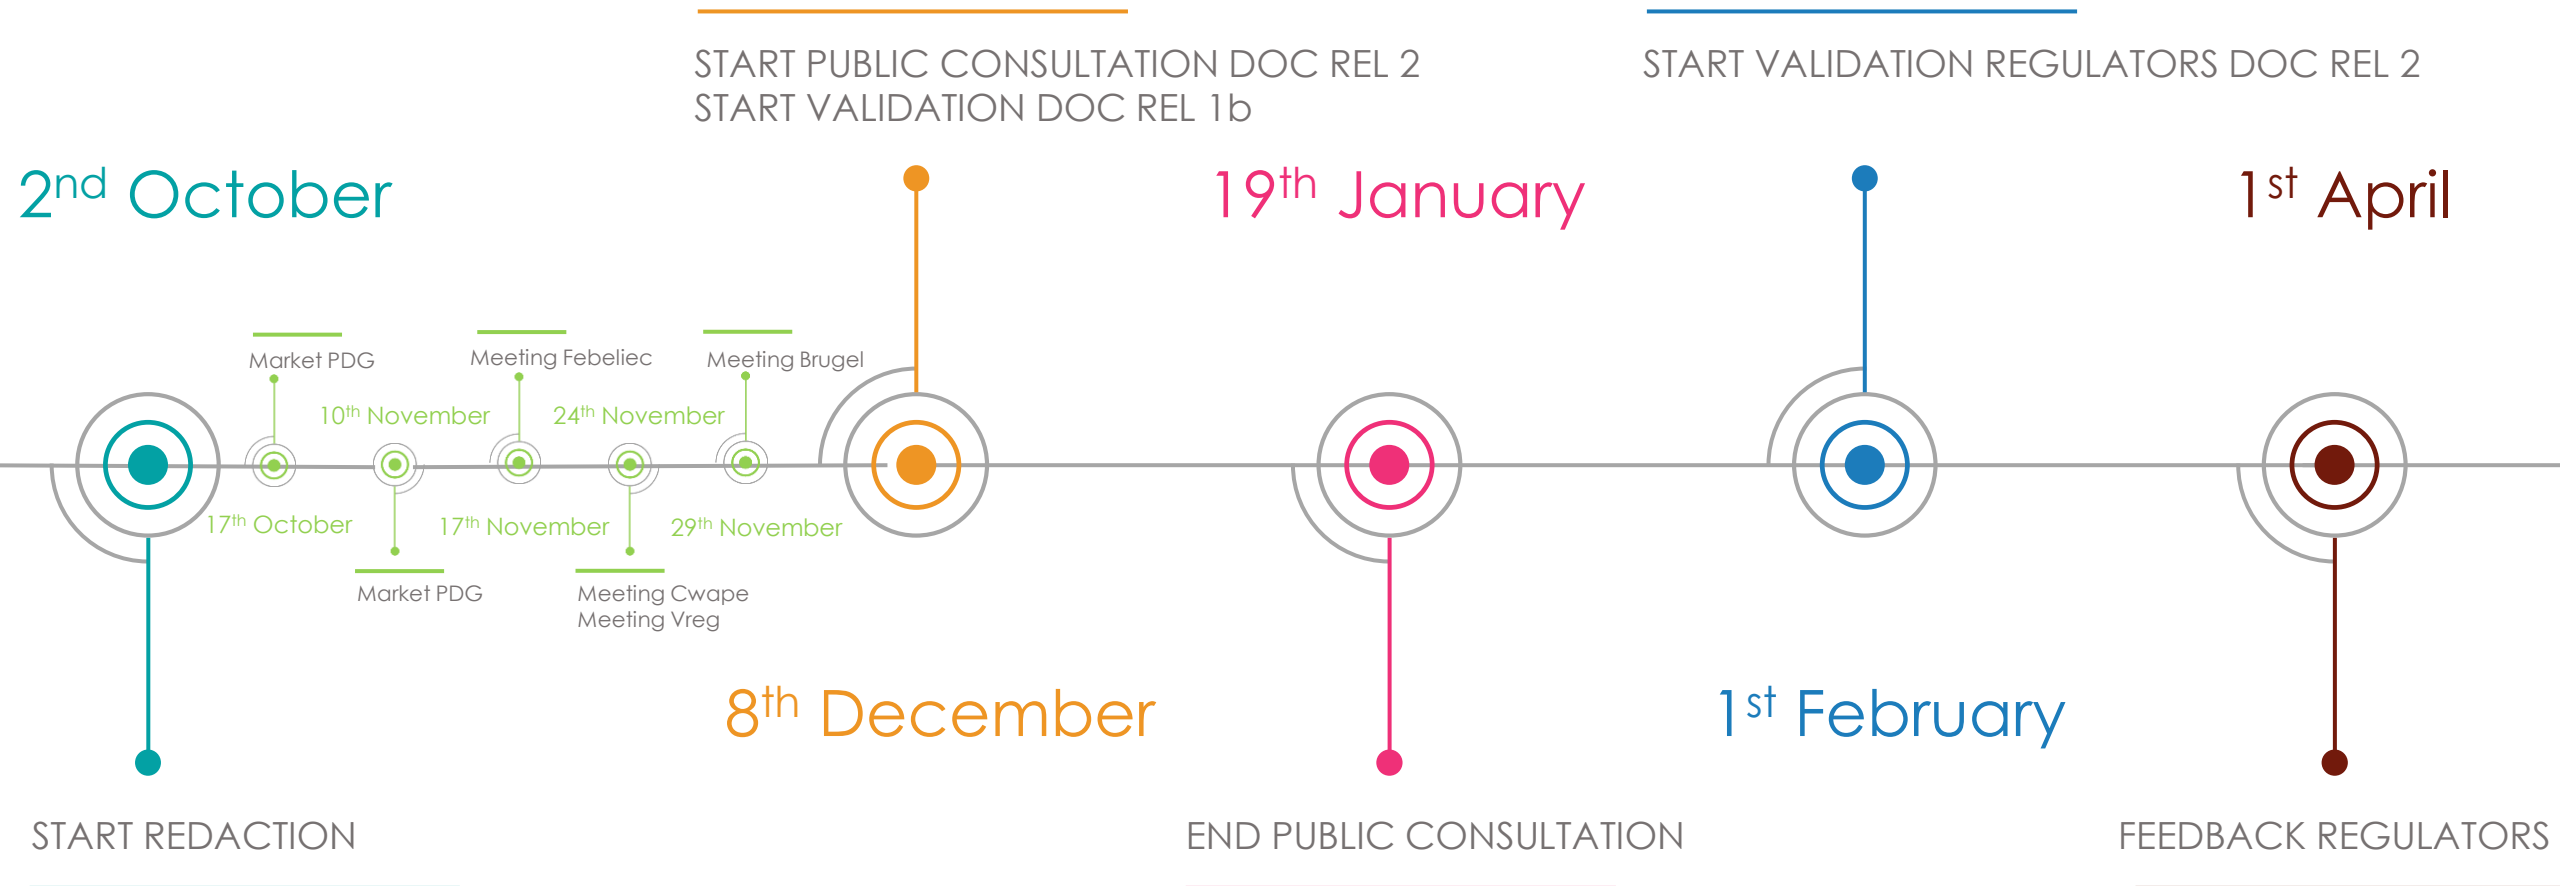 START PUBLIC CONSULTATION DOC REL 2
START VALIDATION DOC REL 1b
START VALIDATION REGULATORS DOC REL 2
2nd October
19th January
1st April
Market PDG
Meeting Febeliec
Meeting Brugel
10th November
24th November
17th October
17th November
29th November
Market PDG
Meeting Cwape
Meeting Vreg
8th December
1st February
START REDACTION
END PUBLIC CONSULTATION
FEEDBACK REGULATORS